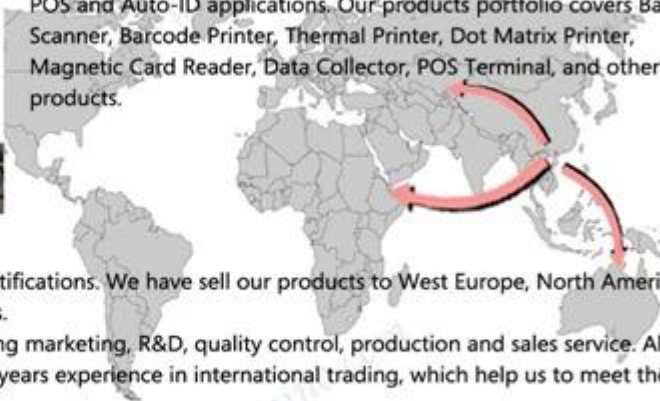 POS and Auto-ID applications. Our products portfolio covers Ba
Scanner, Barcode Printer, Thermal Printer, Dot Matrix Printer,
Magnetic Card Reader, Data Collector, POS Terminal, and other
products.
tifications. We have sell our products to West Europe, North Ameri
s.
ng marketing, R&D, quality control, production and sales service. Al
years experience in international trading, which help us to meet the